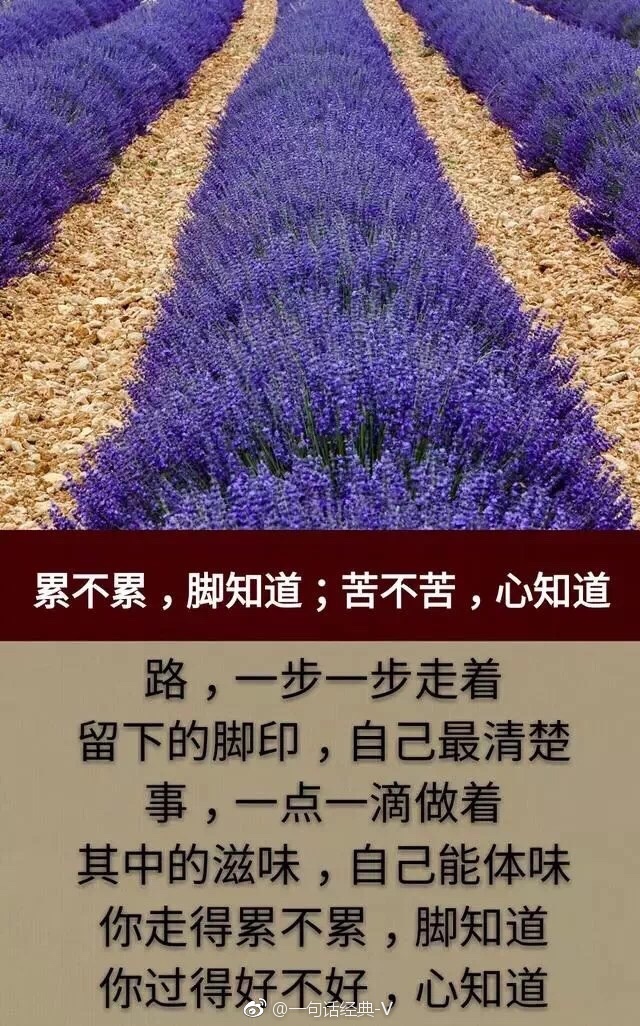 累不累，脚知道；苦不苦，心知道
路，一步一步走着
留下的脚印，自己最清楚
事，一点一滴做着
其中的滋味，自己能体味
你走得累不累，脚知道
你过得好不好，心知道
@一句话经典-V